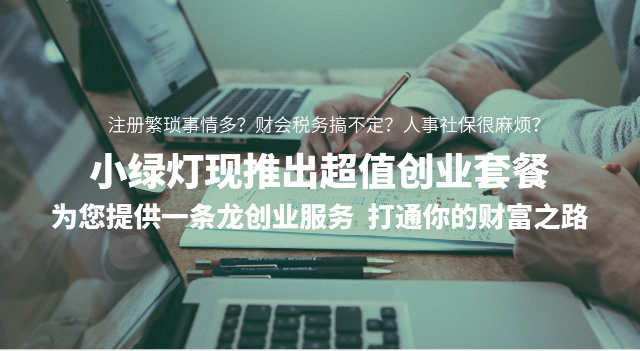 注册繁琐事情多？财会税务搞不定？人事社保很麻烦？
小绿灯现推出超值创业套餐
为您提供一条龙创业服务 打通你的财富之路